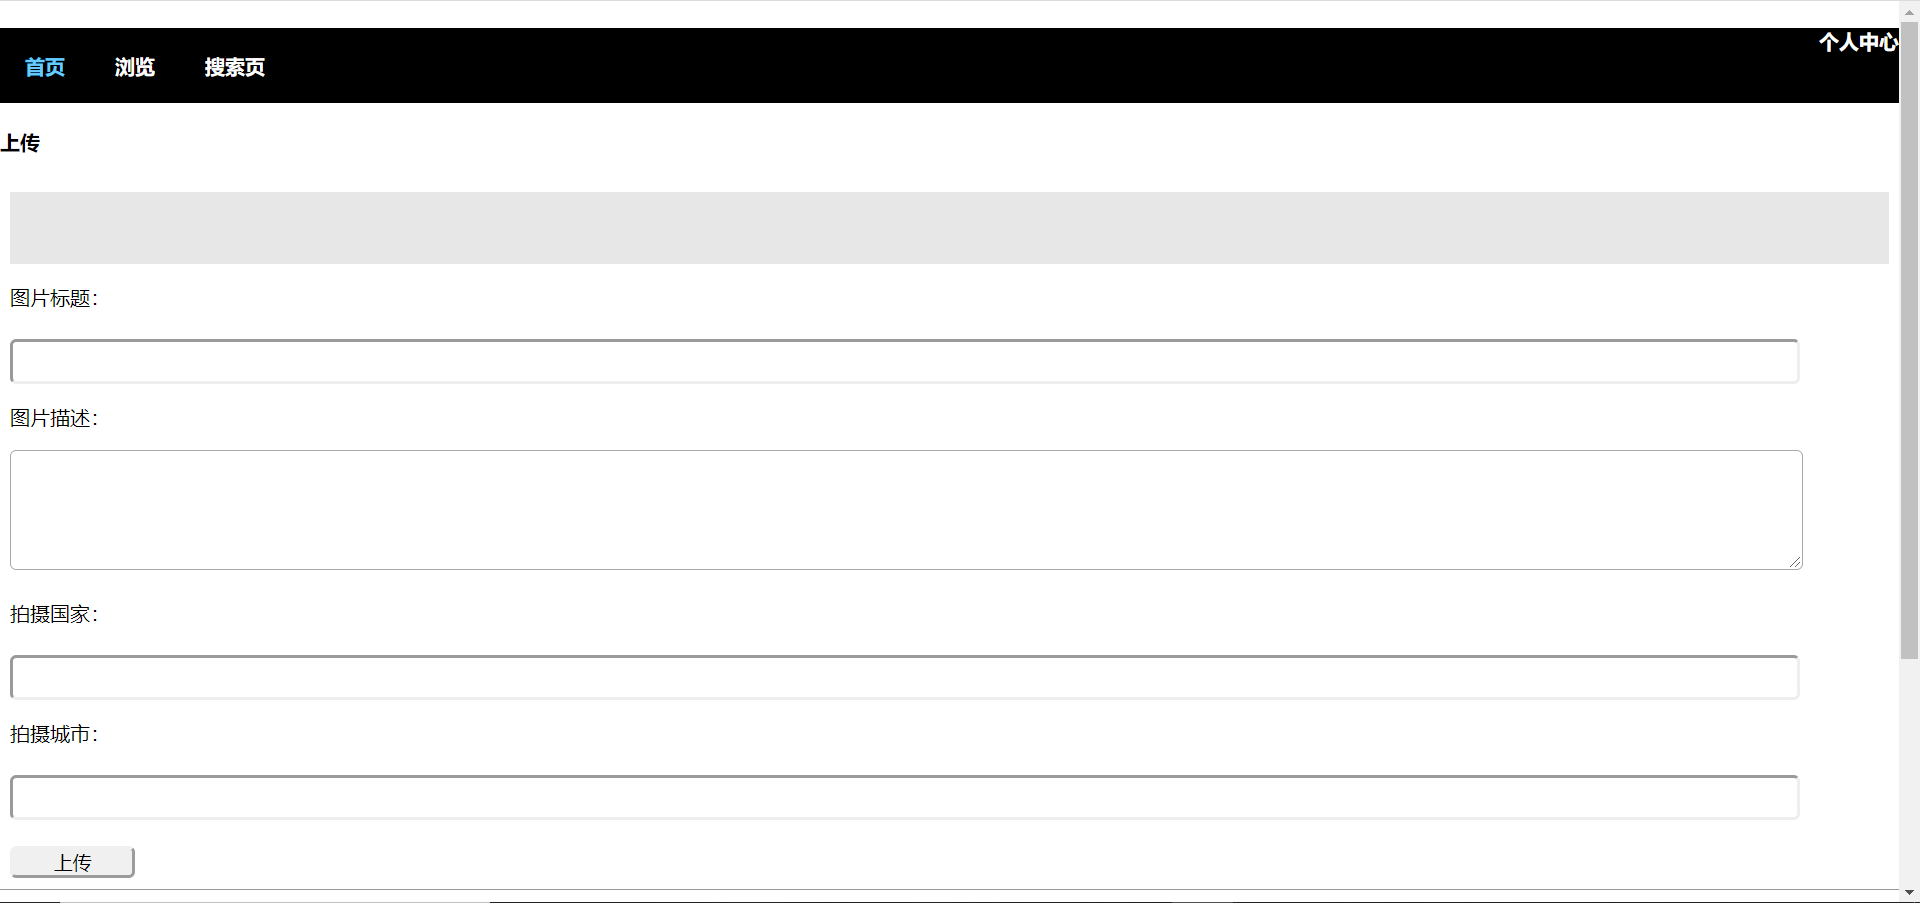 首页 浏览 搜索页 个人中心
上传
图片标题：
图片描述：
拍摄国家：
拍摄城市：
上传